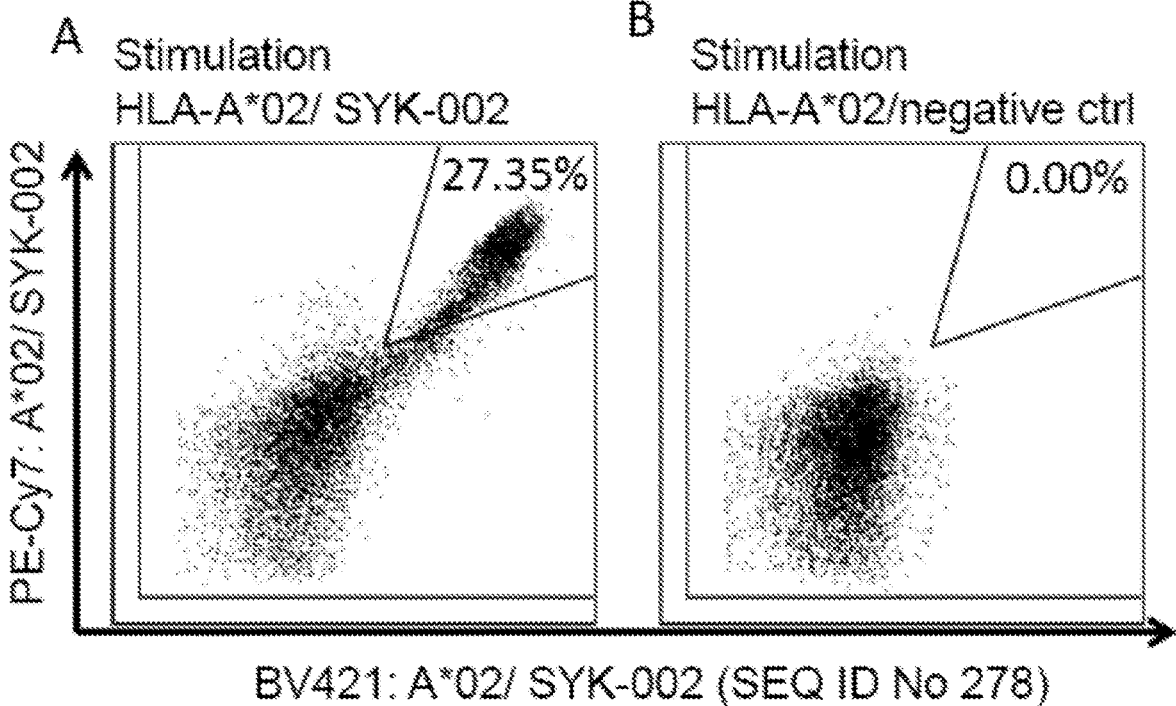 A
Stimulation
HLA-A*02/ SYK-002
27.35%
B
Stimulation
HLA-A*02/negative ctrl
0.00%
PE-Cy7: A*02/ SYK-002
BV421: A*02/ SYK-002 (SEQ ID No 278)